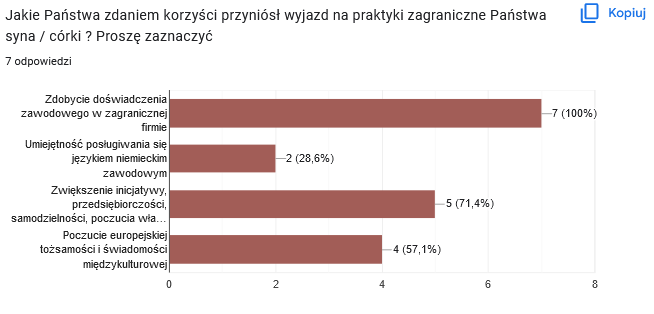 Jakie Państwa zdaniem korzyści przyniósł wyjazd na praktyki zagraniczne Państwa
syna / córki ? Proszę zaznaczyć
Kopiuj
7 odpowiedzi
Zdobycie doświadczenia
zawodowego w zagranicznej
firmie
7 (100%)
Umiejętność posługiwania się
językiem niemieckim
zawodowym
2 (28,6%)
Zwiększenie inicjatywy,
przedsiębiorczości,
samodzielności, poczucia wła…
5 (71,4%)
Poczucie europejskiej
tożsamości i świadomości
międzykulturowej
4 (57,1%)
0 2 4 6 8